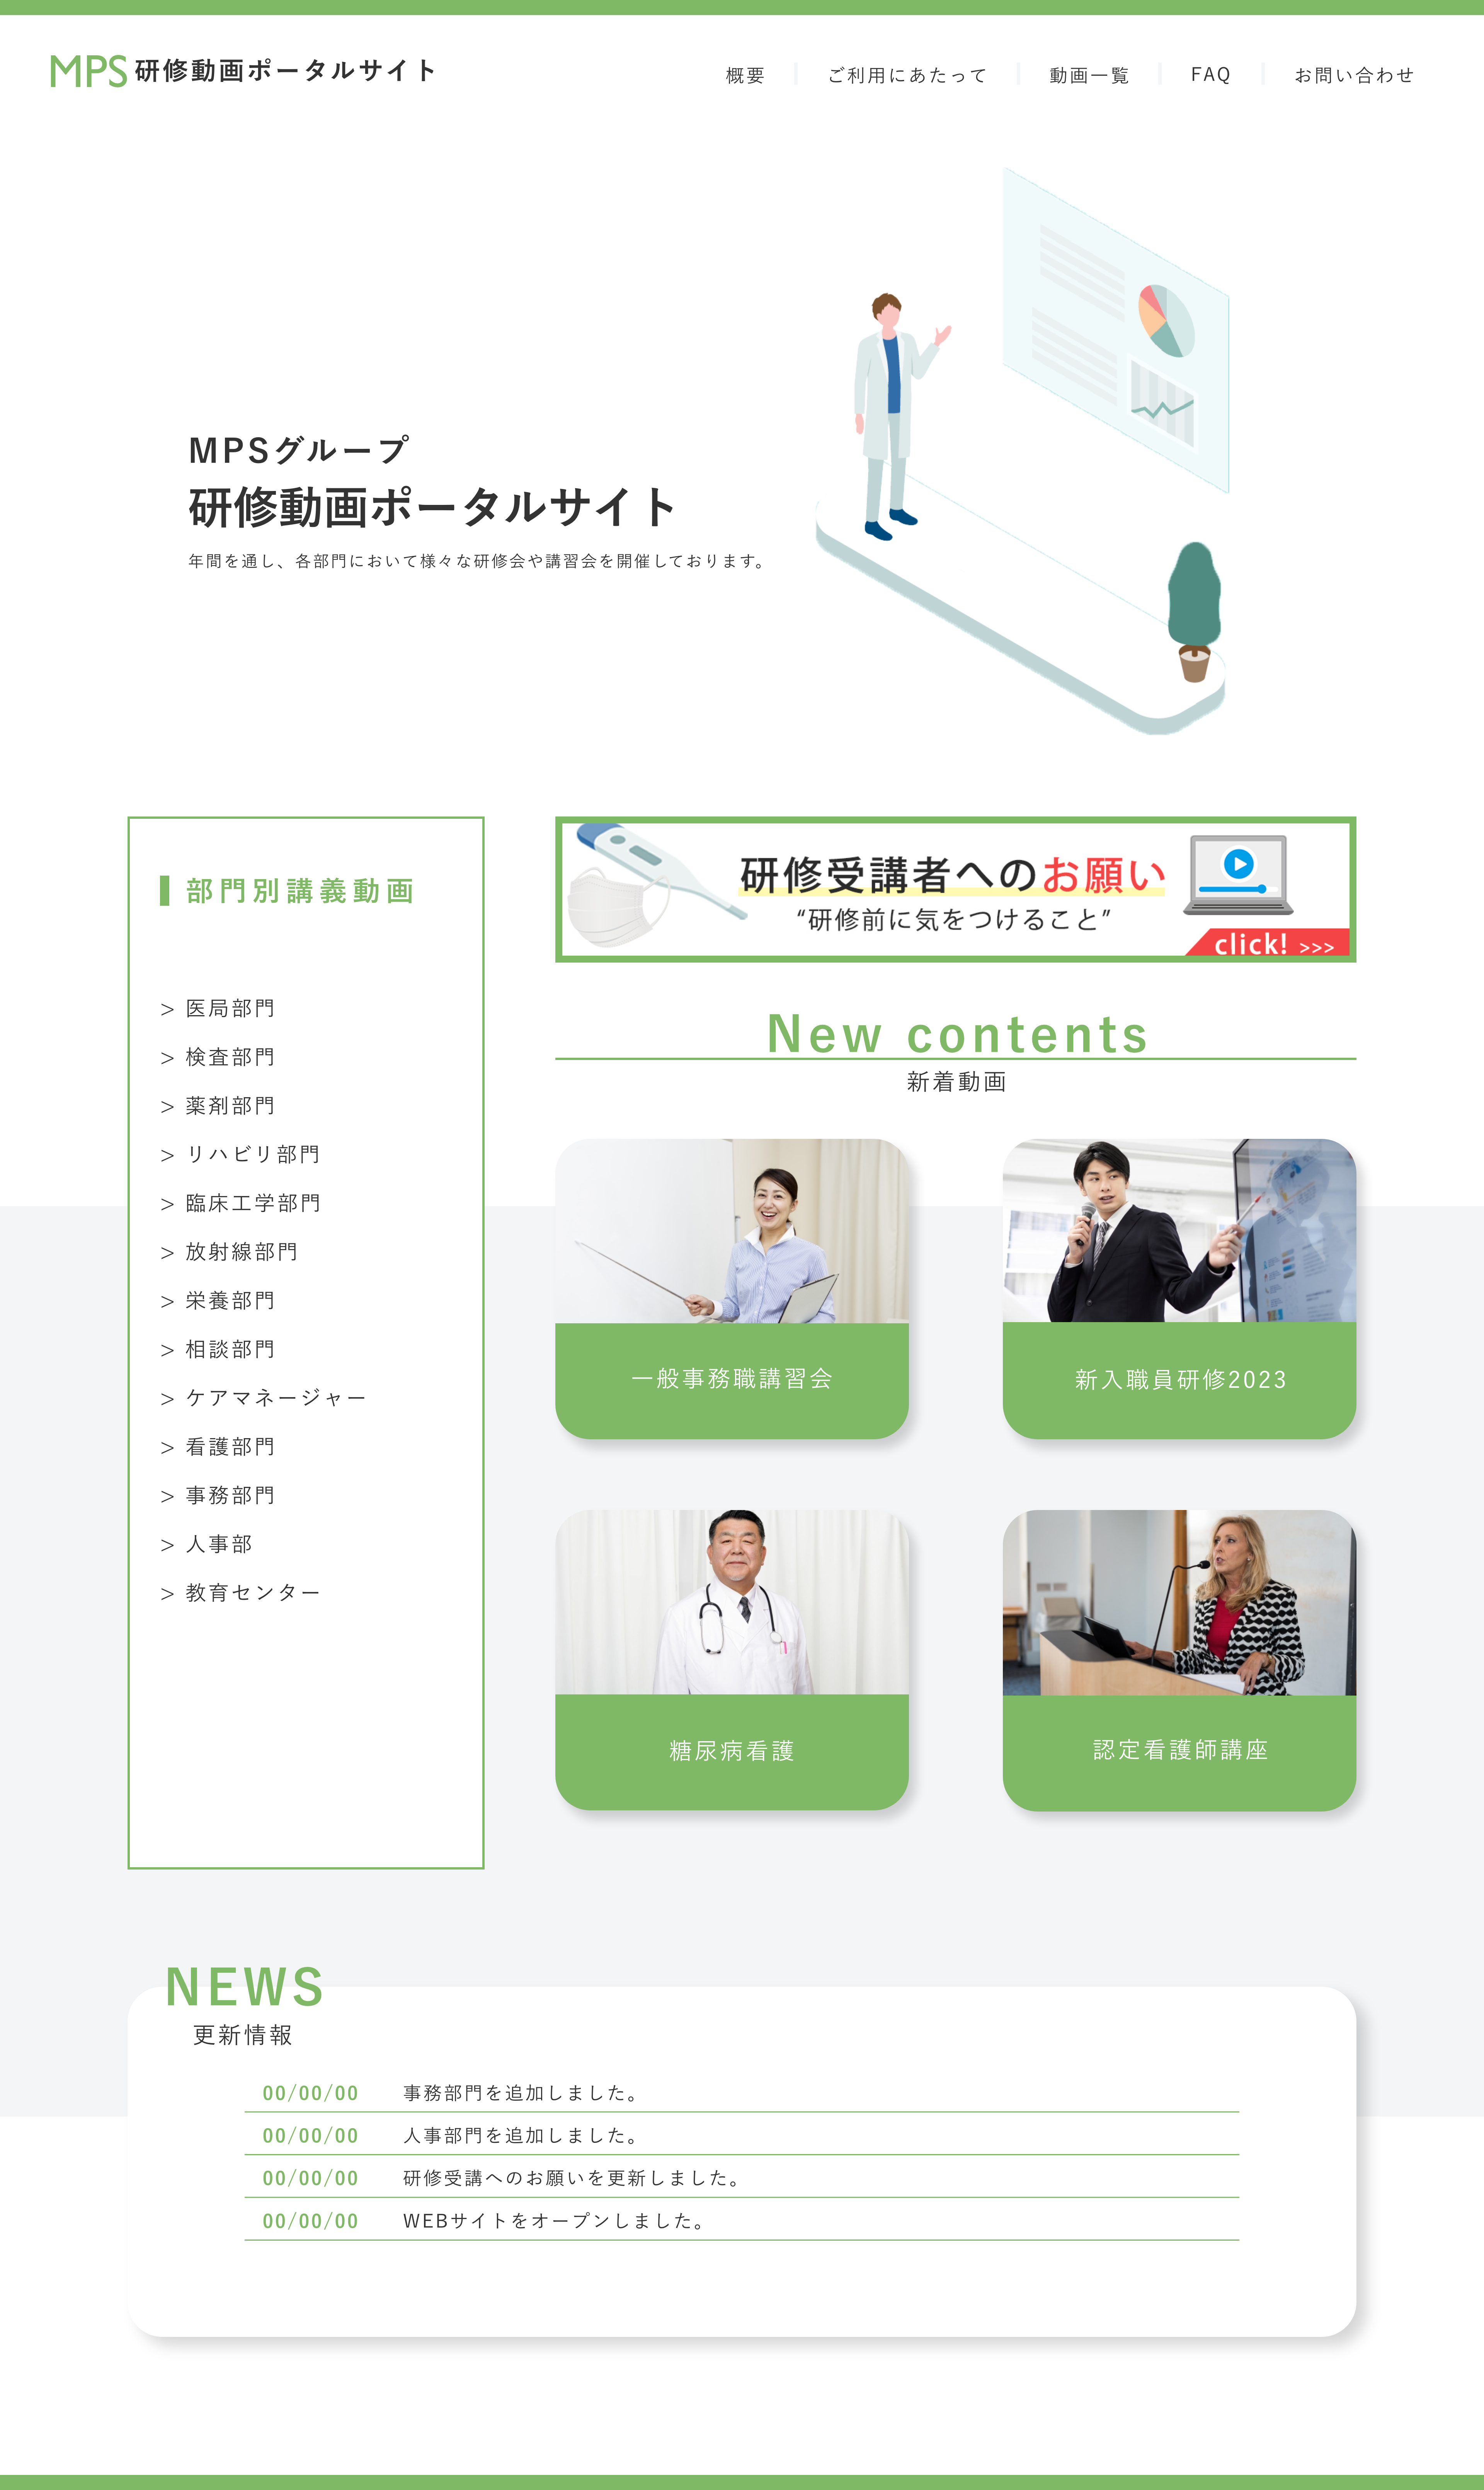 MPS 研修動画ポータルサイト
概要
ご利用にあたって
動画一覧
FAQ
お問い合わせ
MPSグループ
研修動画ポータルサイト
年間を通し、各部門において様々な研修会や講習会を開催しております。
部門別講義動画
> 医局部門
> 検査部門
> 薬剤部門
> リハビリ部門
> 臨床工学部門
> 放射線部門
> 栄養部門
> 相談部門
> ケアマネージャー
> 看護部門
> 事務部門
> 人事部
> 教育センター
研修受講者へのお願い
“研修前に気をつけること”
click! >>>
New contents
新着動画
一般事務職講習会
新入職員研修2023
糖尿病看護
認定看護師講座
NEWS
更新情報
00/00/00 事務部門を追加しました。
00/00/00 人事部門を追加しました。
00/00/00 研修受講へのお願いを更新しました。
00/00/00 WEBサイトをオープンしました。